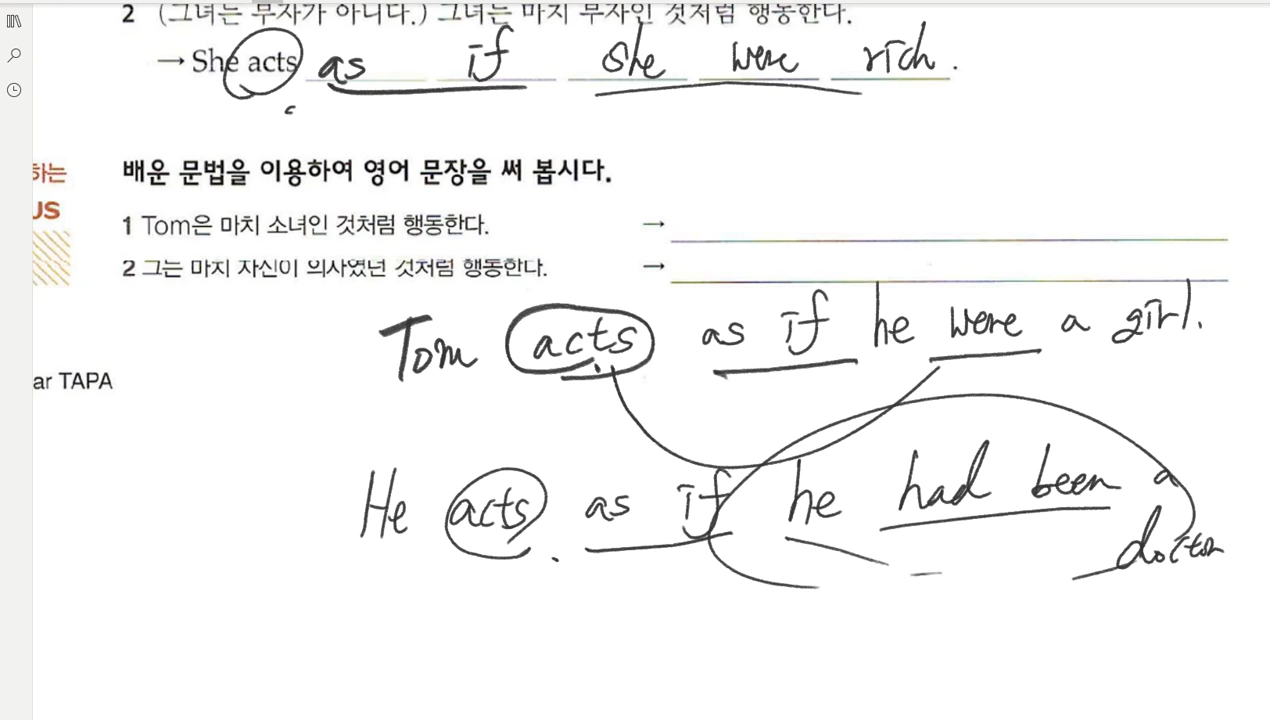 2 (그녀는 부자가 아니다.) 그녀는 마치 부자인 것처럼 행동한다.
→ She acts as if she were rich.
하는
US
배운 문법을 이용하여 영어 문장을 써 봅시다.
1 Tom은 마치 소녀인 것처럼 행동한다. →
2 그는 마치 자신이 의사였던 것처럼 행동한다. →
Tom acts as if he were a girl.
ar TAPA
He acts as if he had been a
doctor